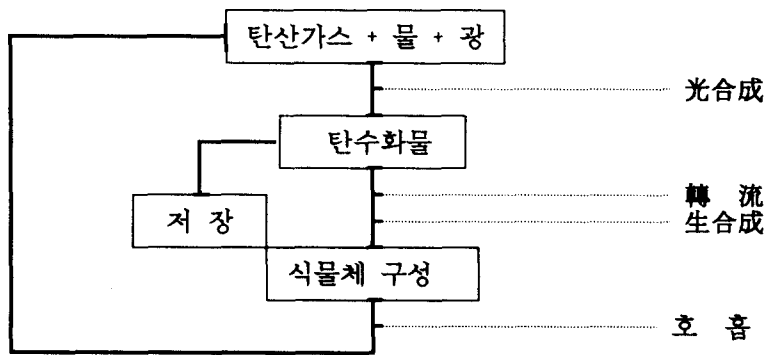 탄산가스 + 물 + 광
光合成
탄수화물
轉 流
저 장
生合成
식물체 구성
호 흡